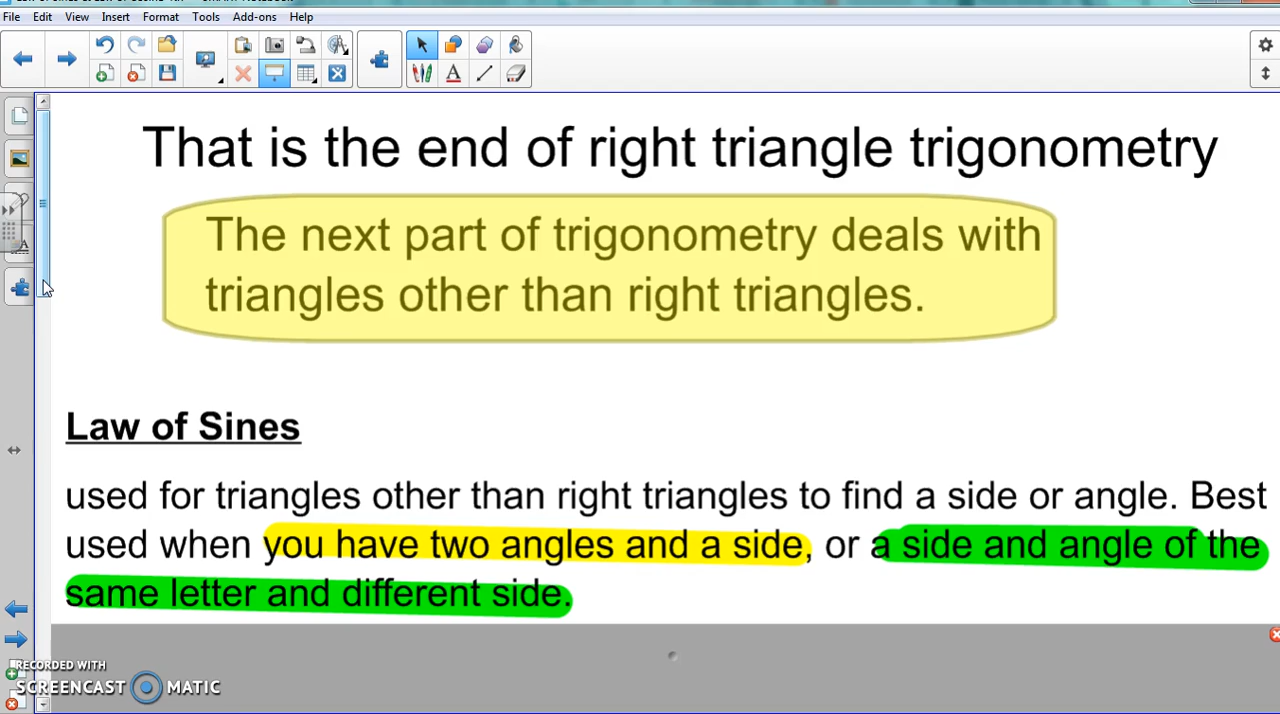 File Edit View Insert Format Tools Add-ons Help
That is the end of right triangle trigonometry
The next part of trigonometry deals with
triangles other than right triangles.
Law of Sines
used for triangles other than right triangles to find a side or angle. Best
used when you have two angles and a side, or a side and angle of the
same letter and different side.
RECORDED WITH
SCREENCAST MATIC